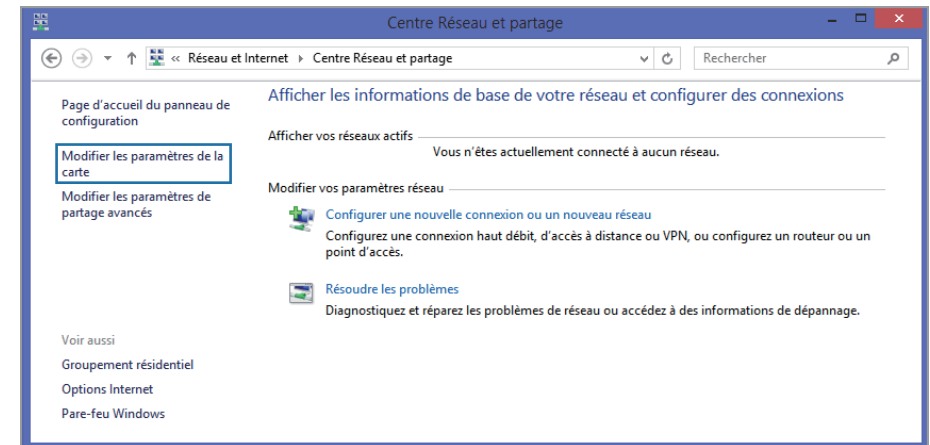 Centre Réseau et partage
« Réseau et Internet Centre Réseau et partage
Rechercher
Page d'accueil du panneau de
configuration
Modifier les paramètres de la
carte
Modifier les paramètres de
partage avancés
Voir aussi
Groupement résidentiel
Options Internet
Pare-feu Windows
Afficher les informations de base de votre réseau et configurer des connexions
Afficher vos réseaux actifs
Vous n'êtes actuellement connecté à aucun réseau.
Modifier vos paramètres réseau
Configurer une nouvelle connexion ou un nouveau réseau
Configurez une connexion haut débit, d'accès à distance ou VPN, ou configurez un routeur ou un
point d'accès.
Résoudre les problèmes
Diagnostiquez et réparez les problèmes de réseau ou accédez à des informations de dépannage.